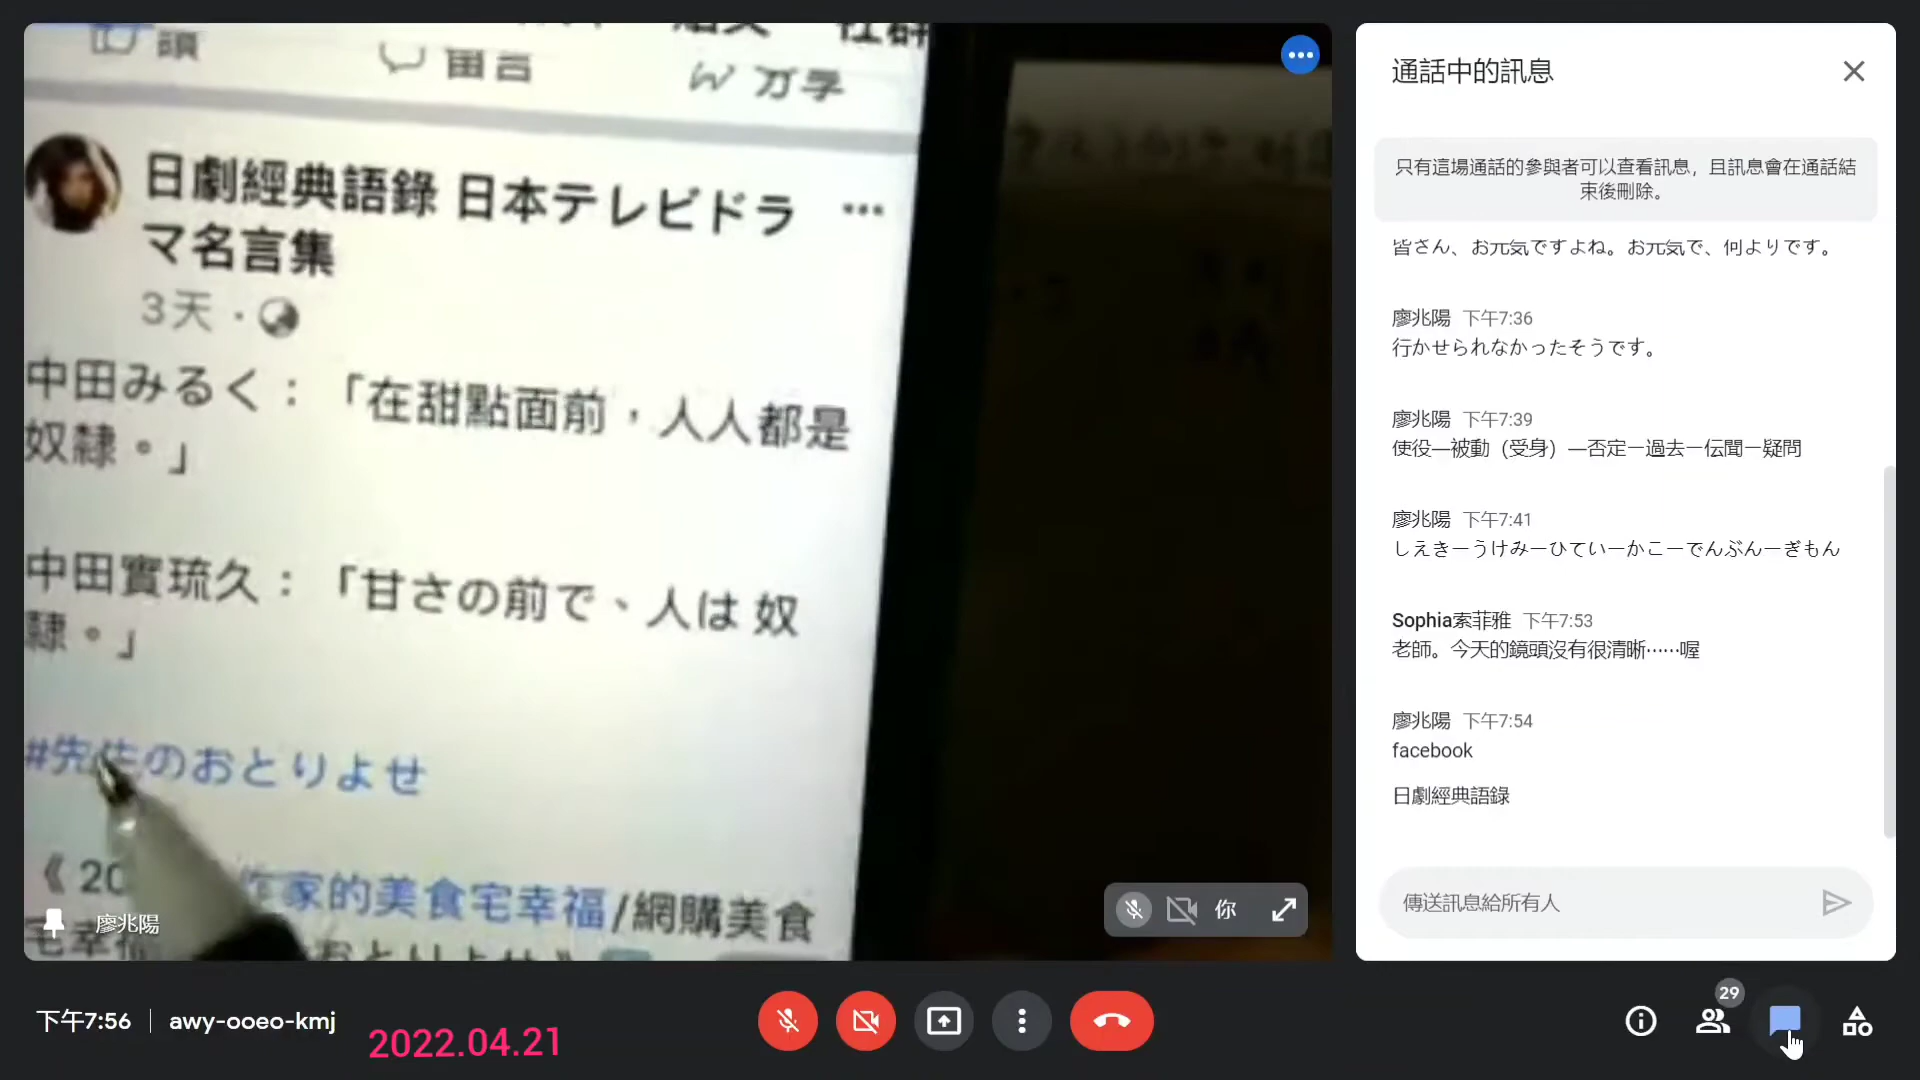 讀
留言
日劇經典語錄 日本テレビドラ
マ名言集
3天
中田みるく：「在甜點面前，人人都是
奴隸。」
中田實琉久：「甘さの前で、人は 奴
隸。」
#先生のおとりよせ
《20
作家的美食宅幸福/網購美食
宅幸福
おとりよせ》
廖兆陽
你
通話中的訊息
只有這場通話的參與者可以查看訊息，且訊息會在通話結
束後刪除。
皆さん、お元気ですよね。お元気で、何よりです。
廖兆陽 下午7:36
行かせられなかったそうです。
廖兆陽 下午7:39
使役—被動（受身）—否定ー過去ー伝聞ー疑問
廖兆陽 下午7:41
しえきーうけみーひていーかこーでんぶんーぎもん
Sophia索菲雅 下午7:53
老師。今天的鏡頭沒有很清晰⋯⋯喔
廖兆陽 下午7:54
facebook
日劇經典語錄
傳送訊息給所有人
下午7:56
awy-ooeo-kmj
2022.04.21
29